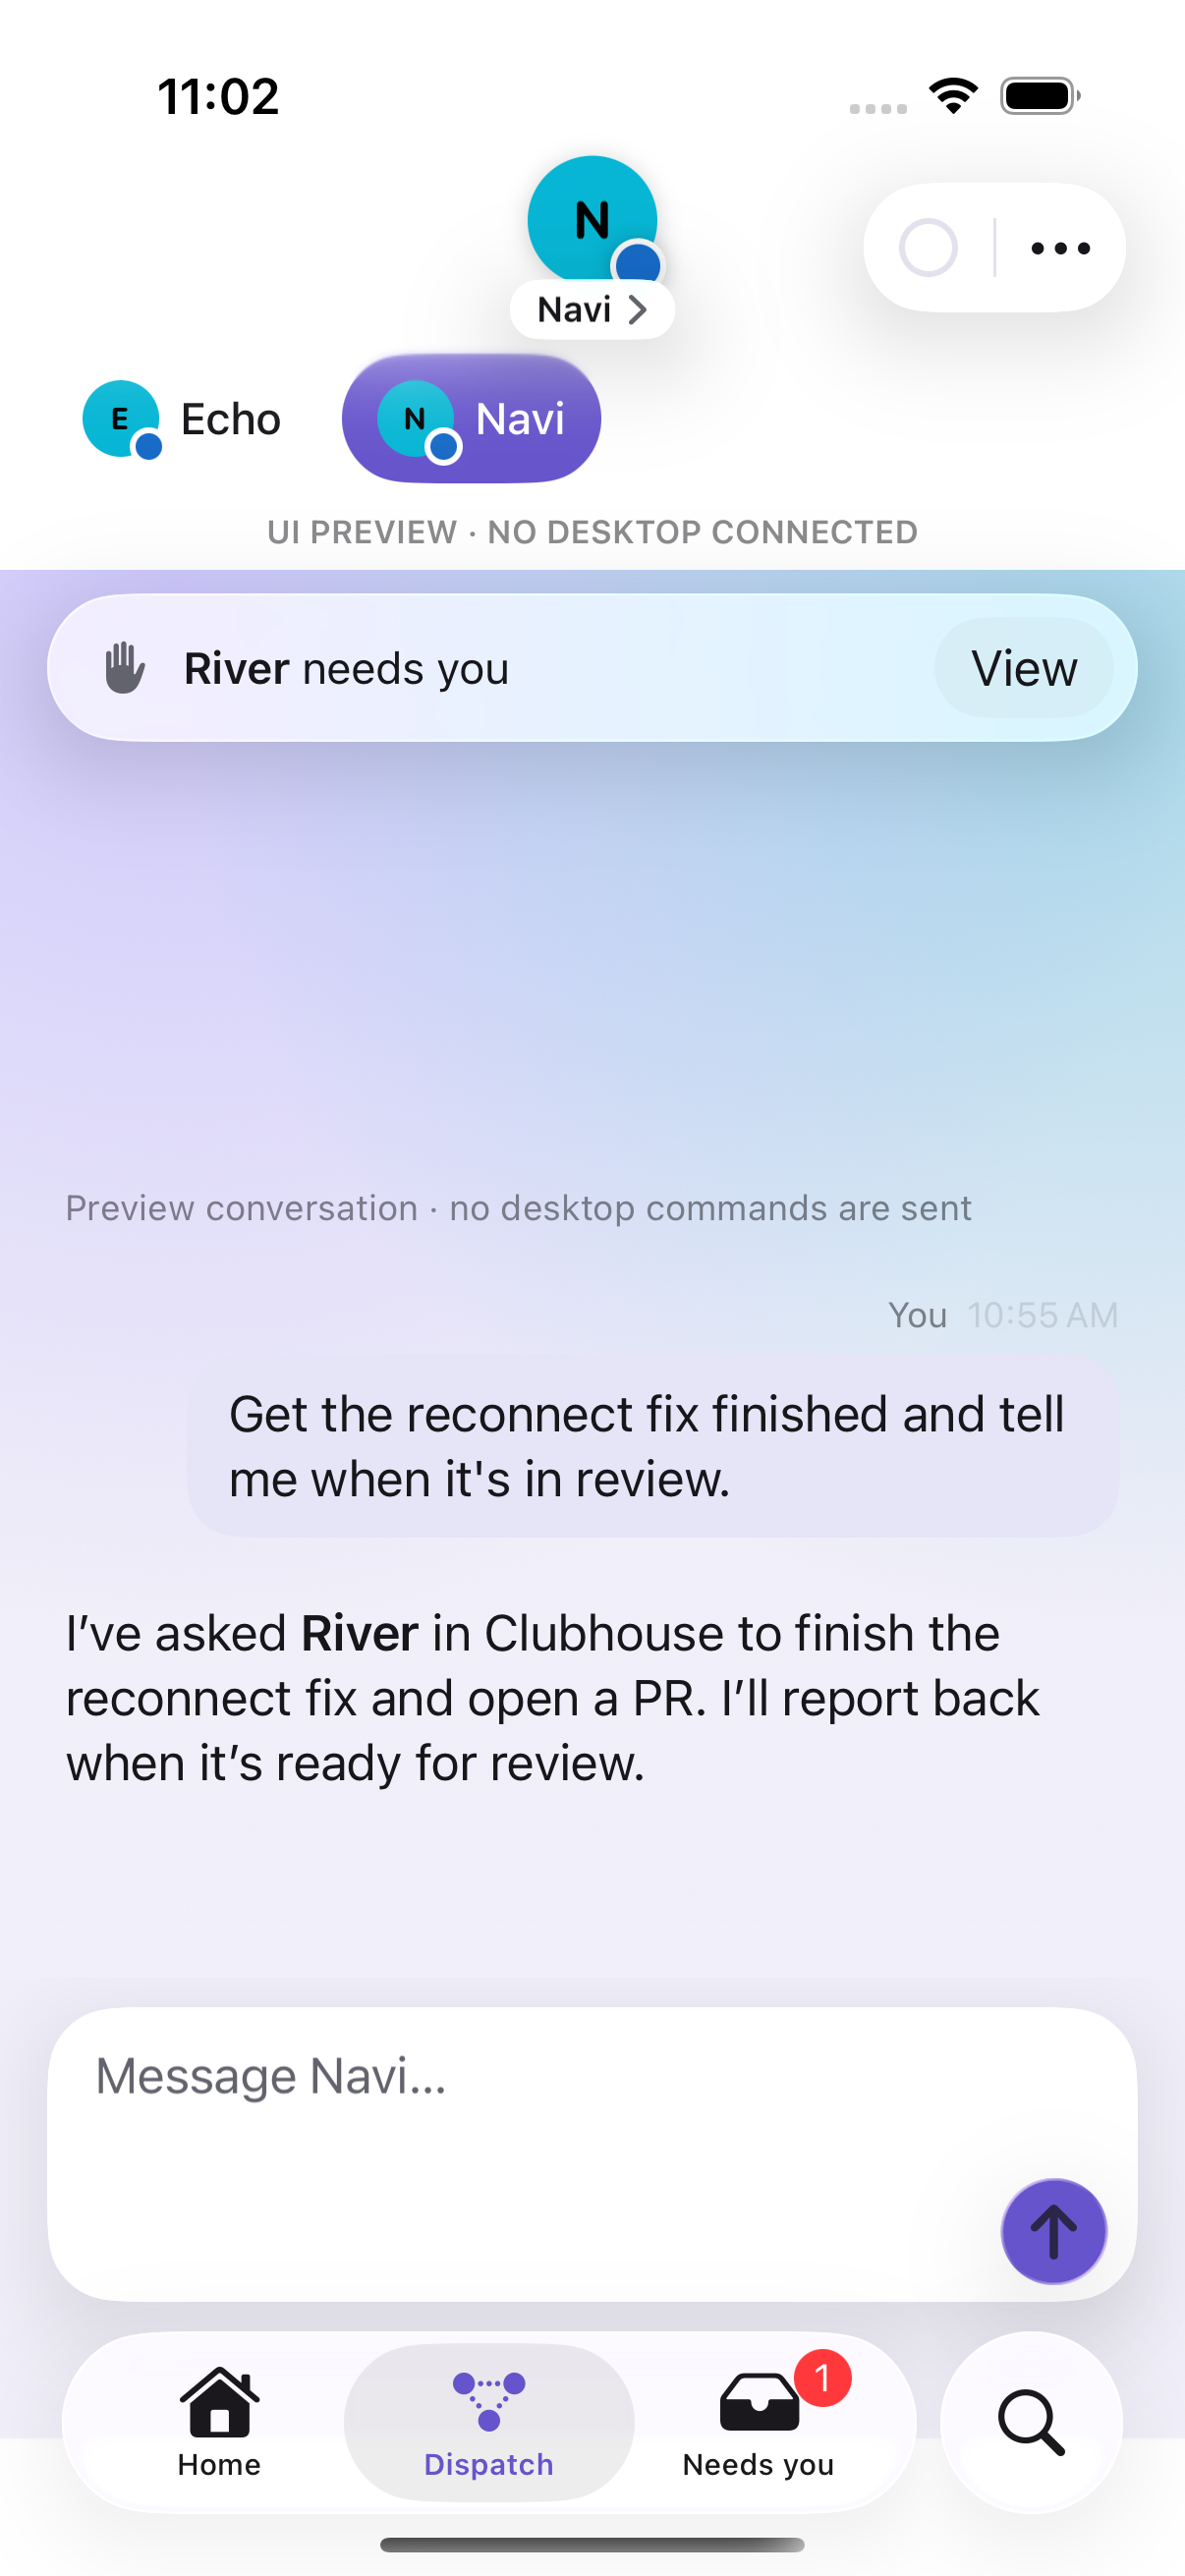 11:02
N
Navi
E
Echo
N
Navi
UI PREVIEW · NO DESKTOP CONNECTED
River needs you
View
Preview conversation · no desktop commands are sent
You 10:55 AM
Get the reconnect fix finished and tell
me when it's in review.
I’ve asked River in Clubhouse to finish the
reconnect fix and open a PR. I’ll report back
when it’s ready for review.
Message Navi...
1
Home
Dispatch
Needs you